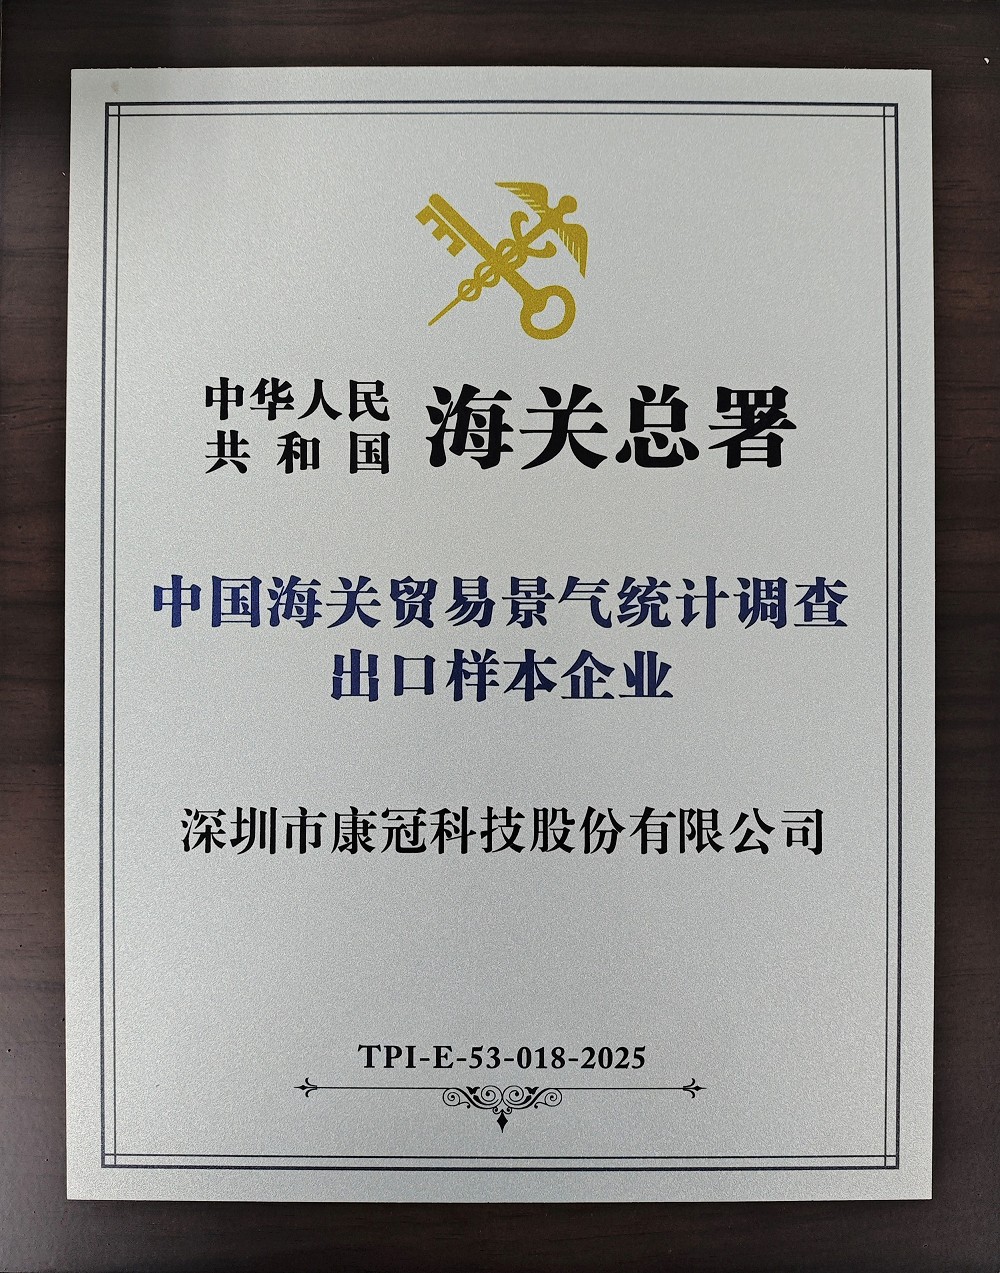 中华人民
共和国
海关总署
中国海关贸易景气统计调查
出口样本企业
深圳市康冠科技股份有限公司
TPI-E-53-018-2025